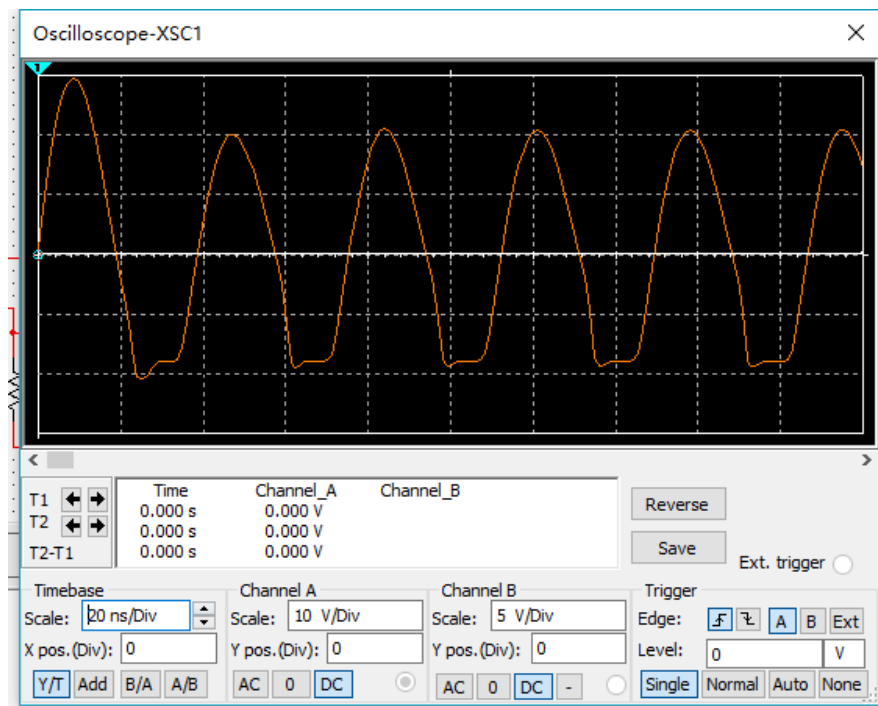 Oscilloscope-XSC1
1
Time Channel_A Channel_B
T1 0.000 s 0.000 V
T2 0.000 s 0.000 V
T2-T1 0.000 s 0.000 V
Reverse
Save
Ext. trigger
Timebase Channel A Channel B Trigger
Scale: 20 ns/Div Scale: 10 V/Div Scale: 5 V/Div Edge: A B Ext
X pos.(Div): 0 Y pos.(Div): 0 Y pos.(Div): 0 Level: 0 V
Y/T Add B/A A/B AC 0 DC AC 0 DC - Single Normal Auto None